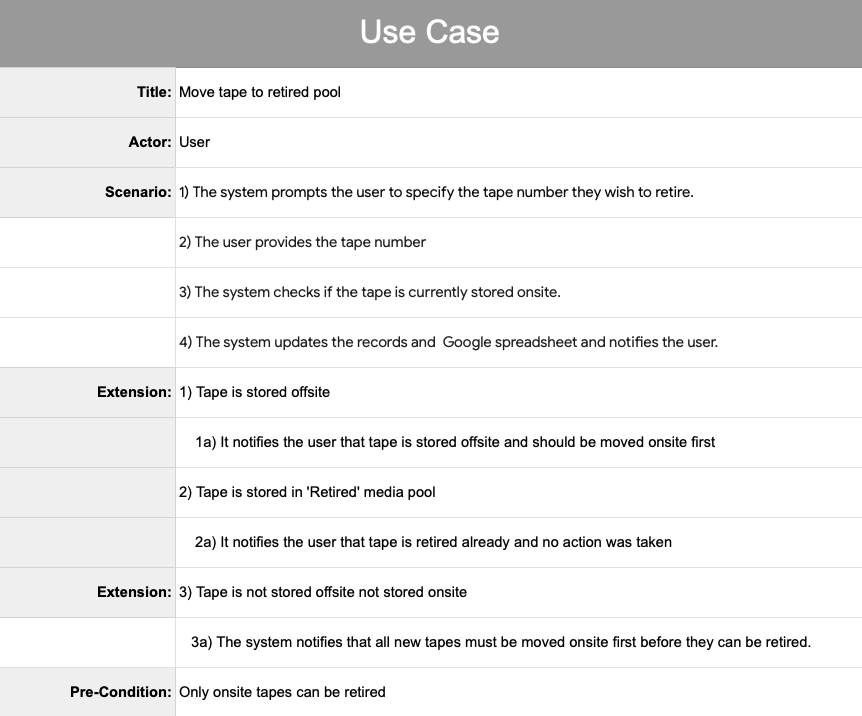 Use Case
Title: Move tape to retired pool
Actor: User
Scenario: 1) The system prompts the user to specify the tape number they wish to retire.
2) The user provides the tape number
3) The system checks if the tape is currently stored onsite.
4) The system updates the records and  Google spreadsheet and notifies the user.
Extension: 1) Tape is stored offsite
1a) It notifies the user that tape is stored offsite and should be moved onsite first
2) Tape is stored in 'Retired' media pool
2a) It notifies the user that tape is retired already and no action was taken
Extension: 3) Tape is not stored offsite not stored onsite
3a) The system notifies that all new tapes must be moved onsite first before they can be retired.
Pre-Condition: Only onsite tapes can be retired